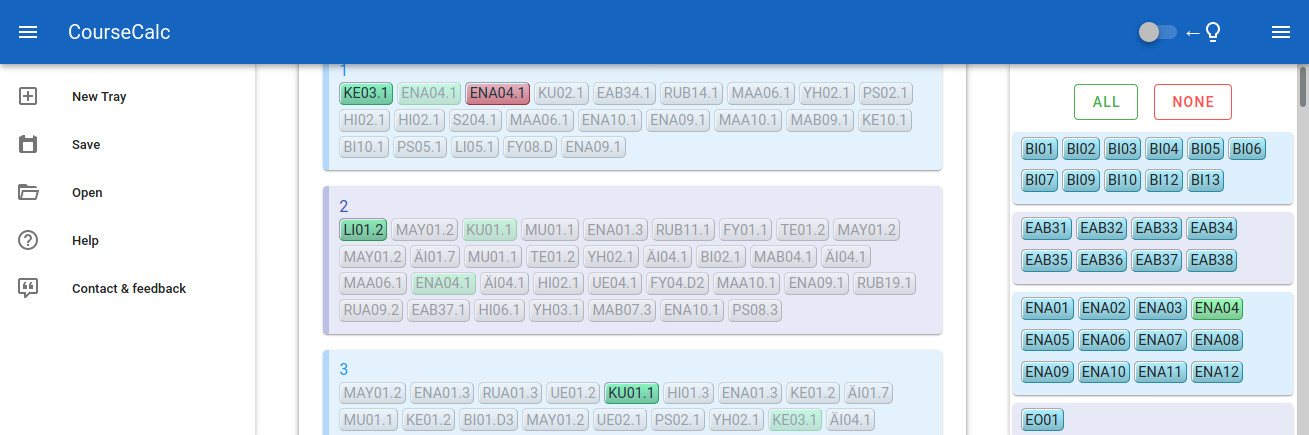 CourseCalc ←
New Tray
Save
Open
Help
Contact & feedback
1
KE03.1 ENA04.1 ENA04.1 KU02.1 EAB34.1 RUB14.1 MAA06.1 YH02.1 PS02.1
HI02.1 HI02.1 S204.1 MAA06.1 ENA10.1 ENA09.1 MAA10.1 MAB09.1 KE10.1
BI10.1 PS05.1 LI05.1 FY08.D ENA09.1
2
LI01.2 MAY01.2 KU01.1 MU01.1 ENA01.3 RUB11.1 FY01.1 TE01.2 MAY01.2
MAY01.2 ÄI01.7 MU01.1 TE01.2 YH02.1 ÄI04.1 BI02.1 MAB04.1 ÄI04.1
MAA06.1 ENA04.1 ÄI04.1 HI02.1 UE04.1 FY04.D2 MAA10.1 ENA09.1 RUB19.1
RUA09.2 EAB37.1 HI06.1 YH03.1 MAB07.3 ENA10.1 PS08.3
3
MAY01.2 ENA01.3 RUA01.3 UE01.2 KU01.1 HI01.3 ENA01.3 KE01.2 ÄI01.7
MU01.1 KE01.2 BI01.D3 MAY01.2 UE02.1 PS02.1 YH02.1 KE03.1 ÄI04.1
ALL NONE
BI01 BI02 BI03 BI04 BI05 BI06
BI07 BI09 BI10 BI12 BI13
EAB31 EAB32 EAB33 EAB34
EAB35 EAB36 EAB37 EAB38
ENA01 ENA02 ENA03 ENA04
ENA05 ENA06 ENA07 ENA08
ENA09 ENA10 ENA11 ENA12
EO01